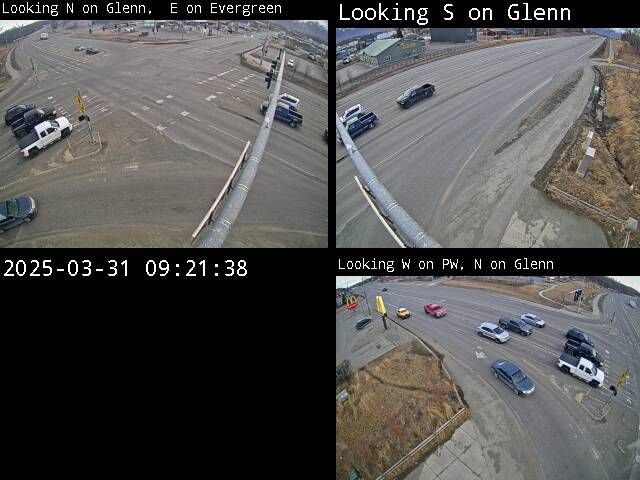 Looking N on Glenn, E on Evergreen
Looking S on Glenn
2025-03-31 09:21:38
Looking W on PW, N on Glenn